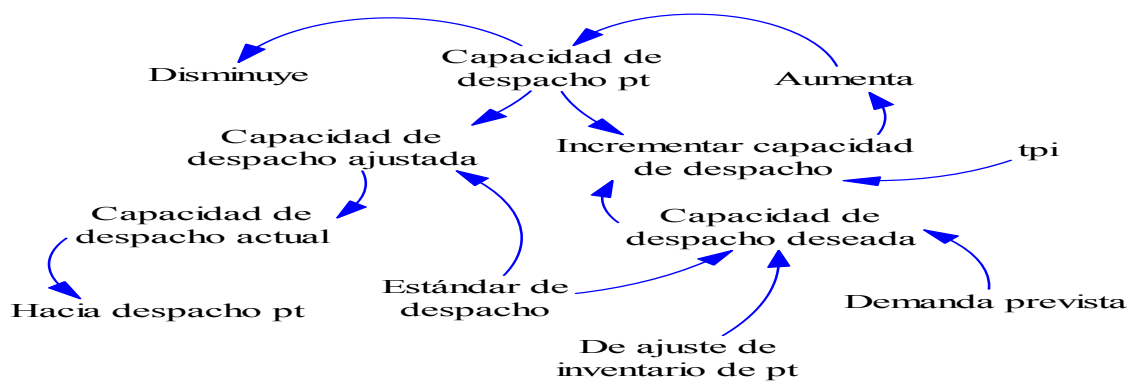 Capacidad de
despacho pt
Disminuye
Aumenta
Capacidad de
despacho ajustada
Incrementar capacidad
de despacho
tpi
Capacidad de
despacho actual
Capacidad de
despacho deseada
Estándar de
despacho
Demanda prevista
Hacia despacho pt
De ajuste de
inventario de pt